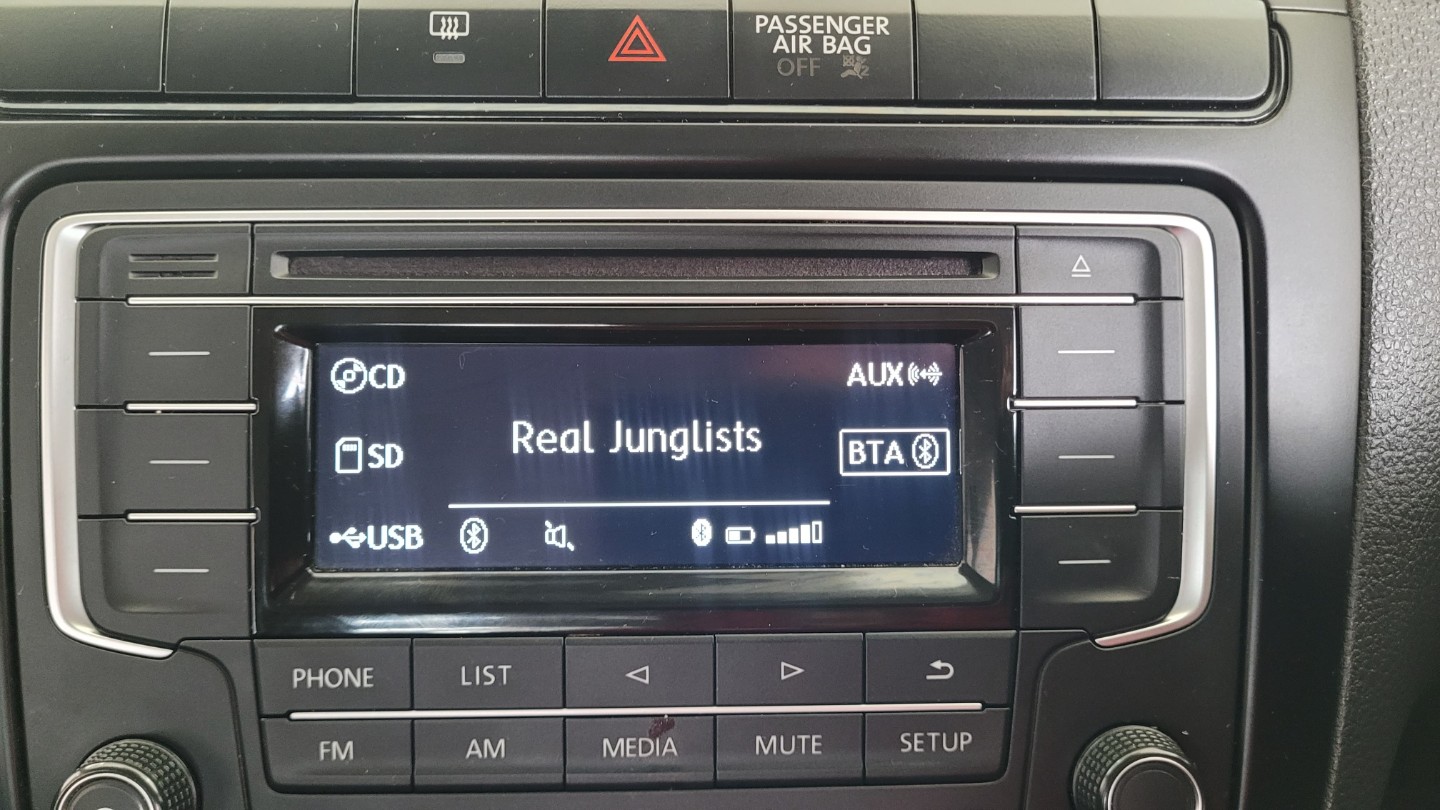 PASSENGER
AIR BAG
OFF
CD
AUX
Real Junglists
SD
BTA
USB
PHONE
LIST
FM
AM
MEDIA
MUTE
SETUP